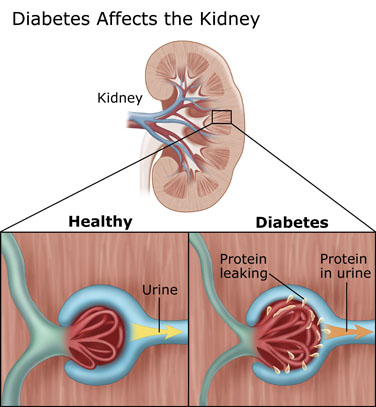 Diabetes Affects the Kidney
Kidney
Healthy
Diabetes
Urine
Protein
leaking
Protein
in urine